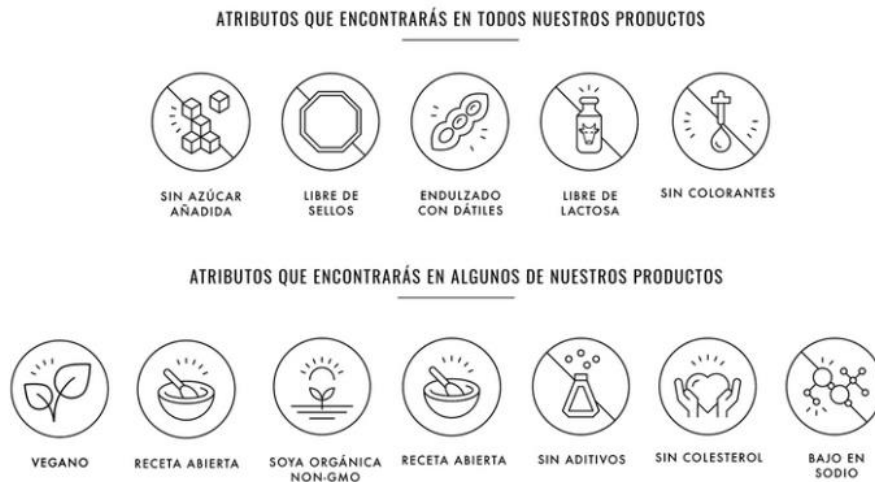 ATRIBUTOS QUE ENCONTRARÁS EN TODOS NUESTROS PRODUCTOS
SIN AZÚCAR
AÑADIDA
LIBRE DE
SELLOS
ENDULZADO
CON DÁTILES
LIBRE DE
LACTOSA
SIN COLORANTES
ATRIBUTOS QUE ENCONTRARÁS EN ALGUNOS DE NUESTROS PRODUCTOS
VEGANO
RECETA ABIERTA
SOYA ORGÁNICA
NON-GMO
RECETA ABIERTA
SIN ADITIVOS
SIN COLESTEROL
BAJO EN
SODIO